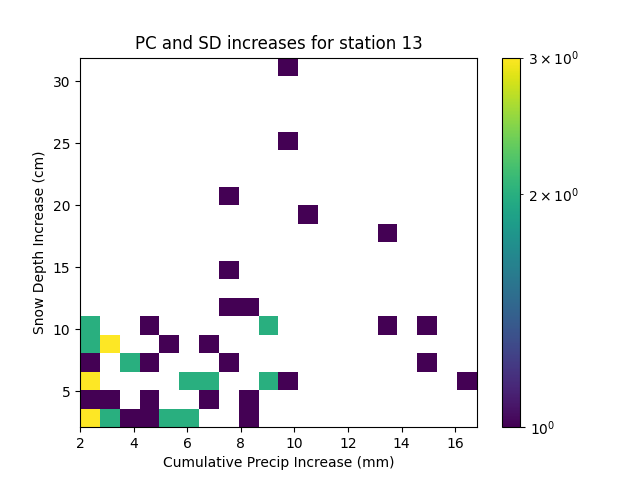 PC and SD increases for station 13
30
25
20
15
10
5
Snow Depth Increase (cm)
2 4 6 8 10 12 14 16
Cumulative Precip Increase (mm)
3 × 10⁰
2 × 10⁰
10⁰